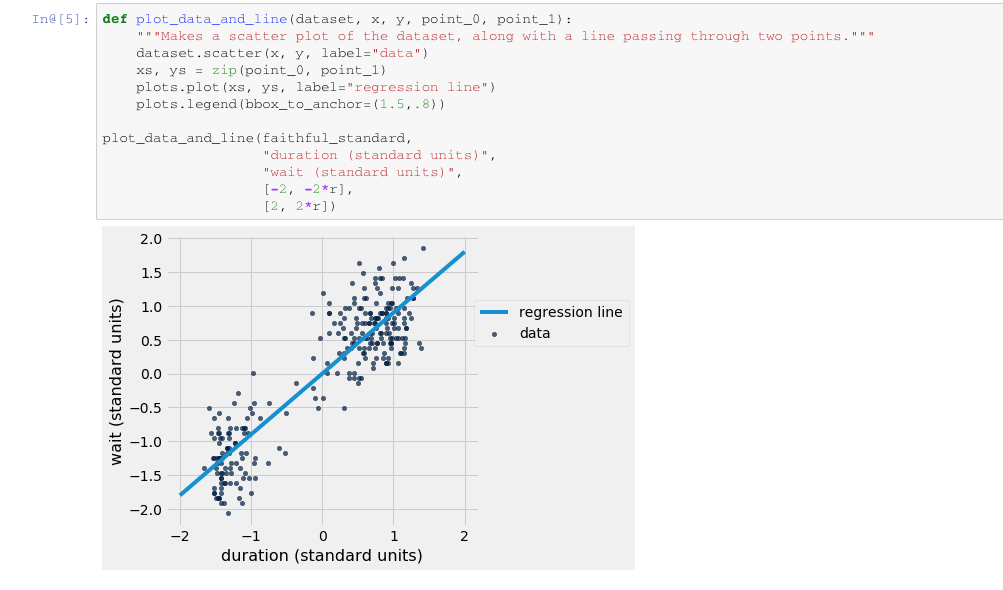 In@[5]: def plot_data_and_line(dataset, x, y, point_0, point_1):
    """Makes a scatter plot of the dataset, along with a line passing through two points."""
    dataset.scatter(x, y, label="data")
    xs, ys = zip(point_0, point_1)
    plots.plot(xs, ys, label="regression line")
    plots.legend(bbox_to_anchor=(1.5,.8))
plot_data_and_line(faithful_standard,
                   "duration (standard units)",
                   "wait (standard units)",
                   [-2, -2*r],
                   [2, 2*r])
wait (standard units)
2.0
1.5
1.0
0.5
0.0
−0.5
−1.0
−1.5
−2.0
−2 −1 0 1 2
duration (standard units)
regression line
data